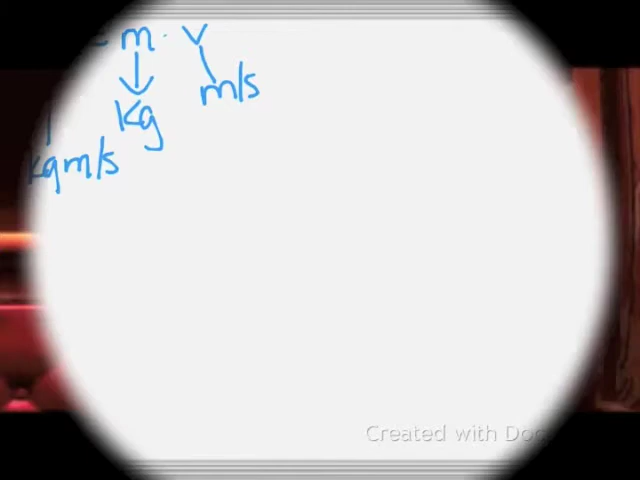 = m · v
kg m/s
kgm/s
Created with Doc